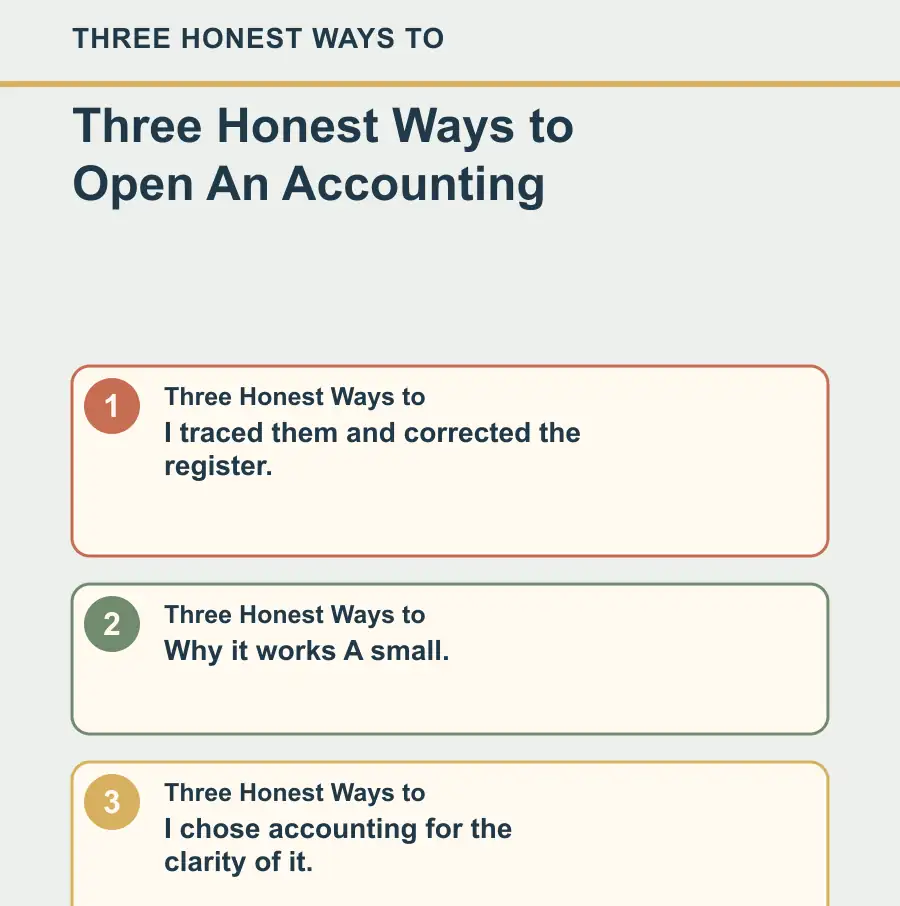 THREE HONEST WAYS TO
Three Honest Ways to
Open An Accounting
1
Three Honest Ways to
I traced them and corrected the
register.
2
Three Honest Ways to
Why it works A small.
3
Three Honest Ways to
I chose accounting for the
clarity of it.